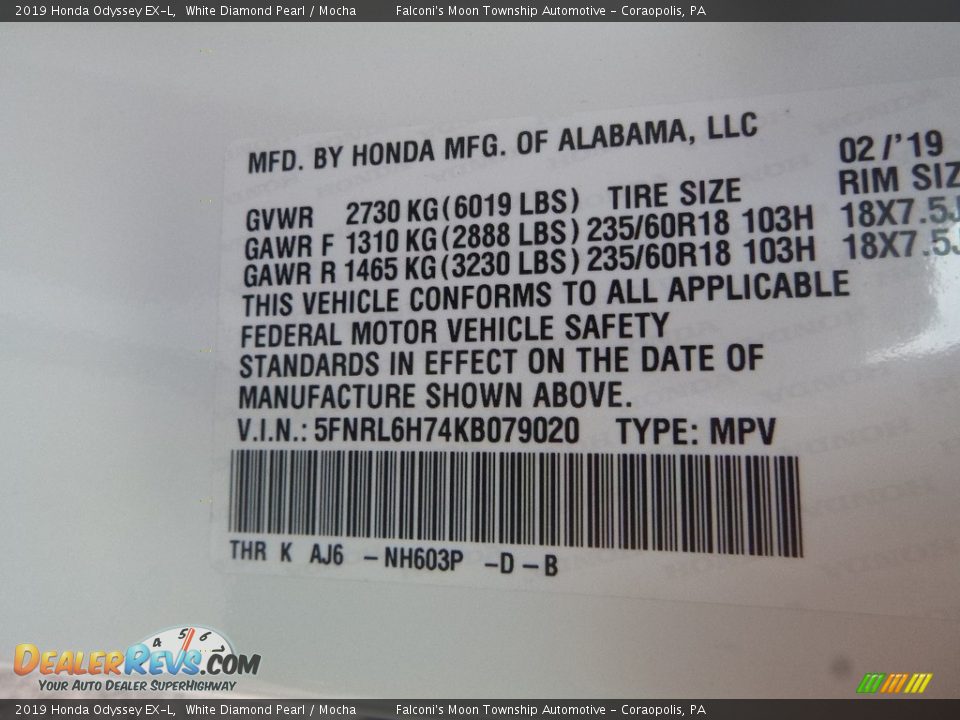 2019 Honda Odyssey EX-L, White Diamond Pearl / Mocha Falconi's Moon Township Automotive - Coraopolis, PA
MFD. BY HONDA MFG. OF ALABAMA, LLC 02/'19
GVWR 2730 KG(6019 LBS) TIRE SIZE RIM SIZ
GAWR F 1310 KG(2888 LBS) 235/60R18 103H 18X7.5J
GAWR R 1465 KG(3230 LBS) 235/60R18 103H 18X7.5J
THIS VEHICLE CONFORMS TO ALL APPLICABLE
FEDERAL MOTOR VEHICLE SAFETY
STANDARDS IN EFFECT ON THE DATE OF
MANUFACTURE SHOWN ABOVE.
V.I.N.: 5FNRL6H74KB079020 TYPE: MPV
THR K AJ6 -NH603P -D-B
4 5 6 7
DEALERREVS.COM
YOUR AUTO DEALER SUPERHIGHWAY
2019 Honda Odyssey EX-L, White Diamond Pearl / Mocha Falconi's Moon Township Automotive - Coraopolis, PA